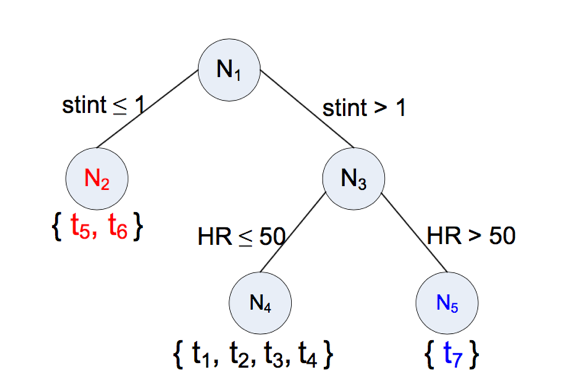 N₁
stint ≤ 1
stint > 1
N₂
N₃
{ t₅, t₆ }
HR ≤ 50
HR > 50
N₄
N₅
{ t₁, t₂, t₃, t₄ }
{ t₇ }